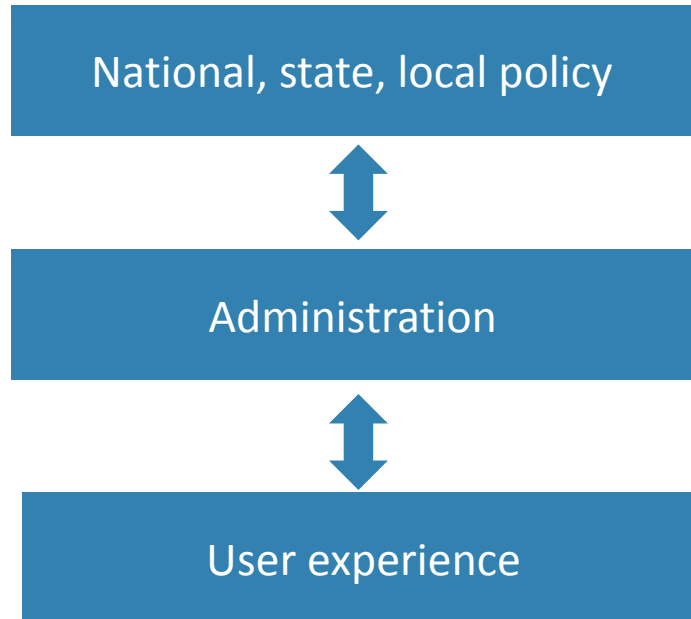 National, state, local policy
Administration
User experience